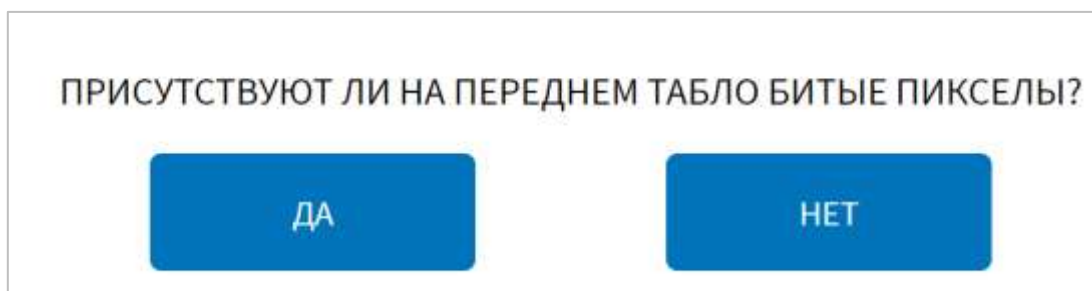 ПРИСУТСТВУЮТ ЛИ НА ПЕРЕДНЕМ ТАБЛО БИТЫЕ ПИКСЕЛЫ?
ДА НЕТ